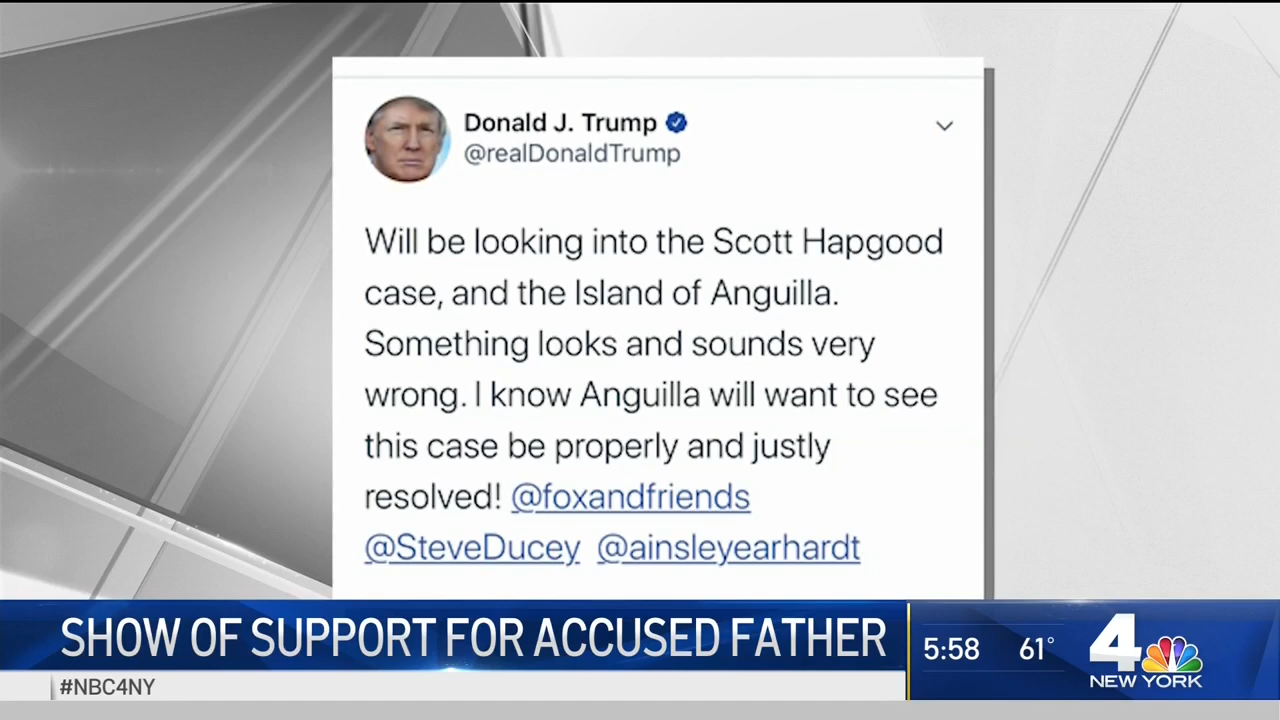 Donald J. Trump
@realDonaldTrump
Will be looking into the Scott Hapgood
case, and the Island of Anguilla.
Something looks and sounds very
wrong. I know Anguilla will want to see
this case be properly and justly
resolved! @foxandfriends
@SteveDucey @ainsleyearhardt
SHOW OF SUPPORT FOR ACCUSED FATHER
5:58 61°
4
NEW YORK
#NBC4NY